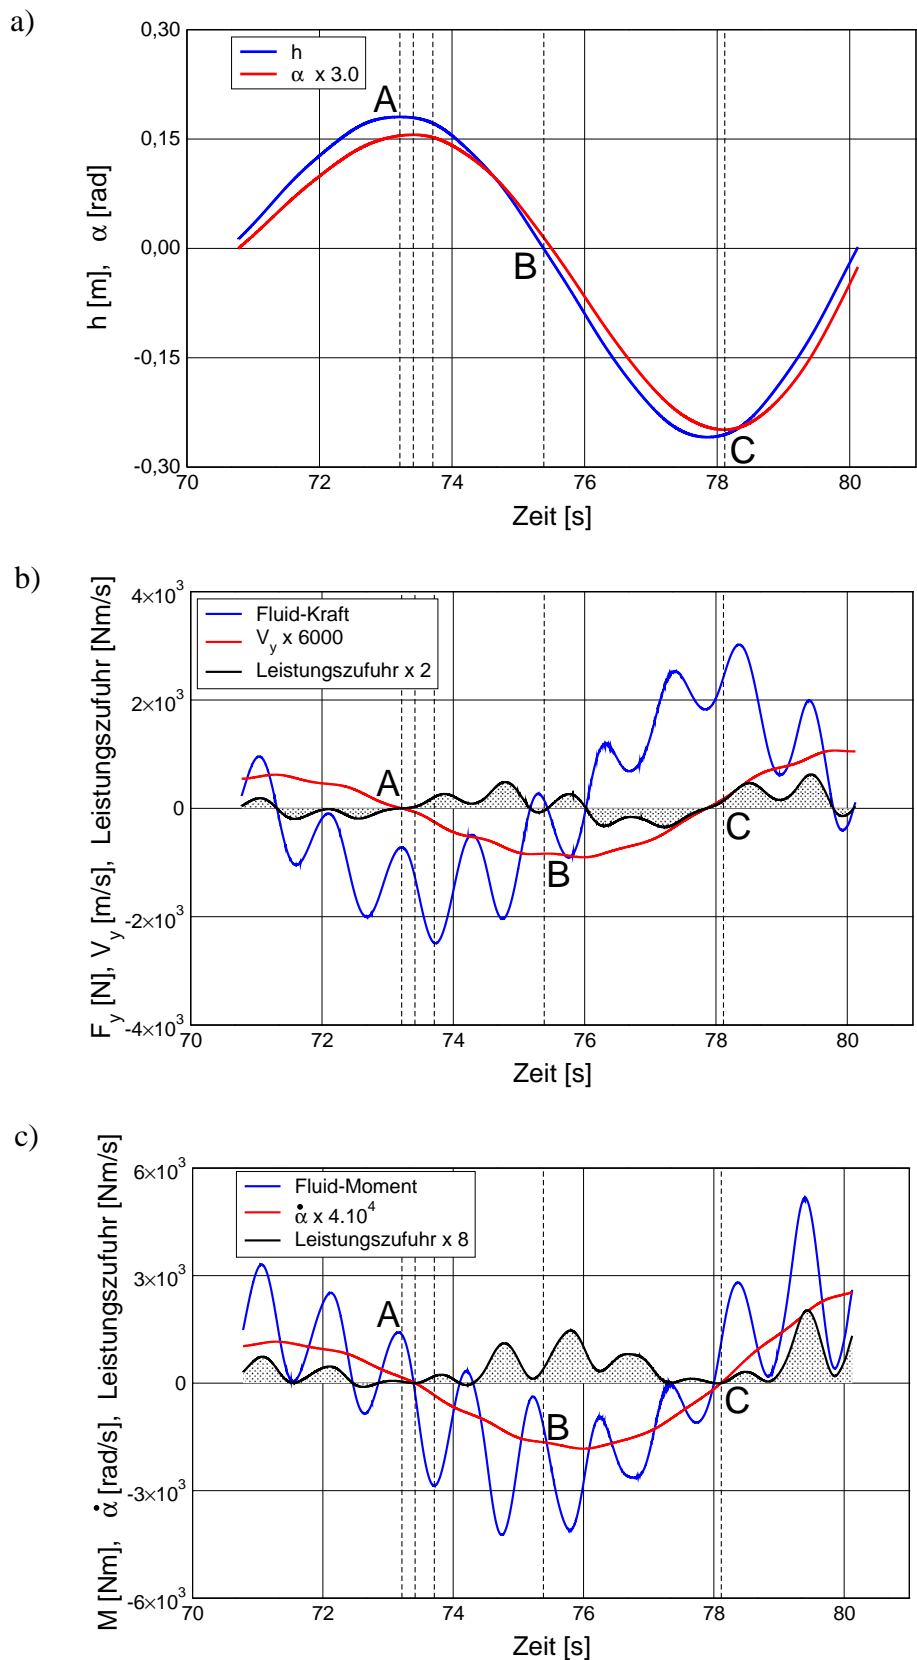 a)
0,30
h
α x 3.0
A
0,15
h [m], α [rad]
0,00
B
-0,15
C
-0,30
70 72 74 76 78 80
Zeit [s]
b)
4×10³
Fluid-Kraft
V_y x 6000
Leistungszufuhr x 2
2×10³
F_y [N], V_y [m/s], Leistungszufuhr [Nm/s]
A
0
C
B
-2×10³
-4×10³
70 72 74 76 78 80
Zeit [s]
c)
6×10³
Fluid-Moment
α̇ x 4.10⁴
Leistungszufuhr x 8
3×10³
M [Nm], α̇ [rad/s], Leistungszufuhr [Nm/s]
A
0
C
B
-3×10³
-6×10³
70 72 74 76 78 80
Zeit [s]